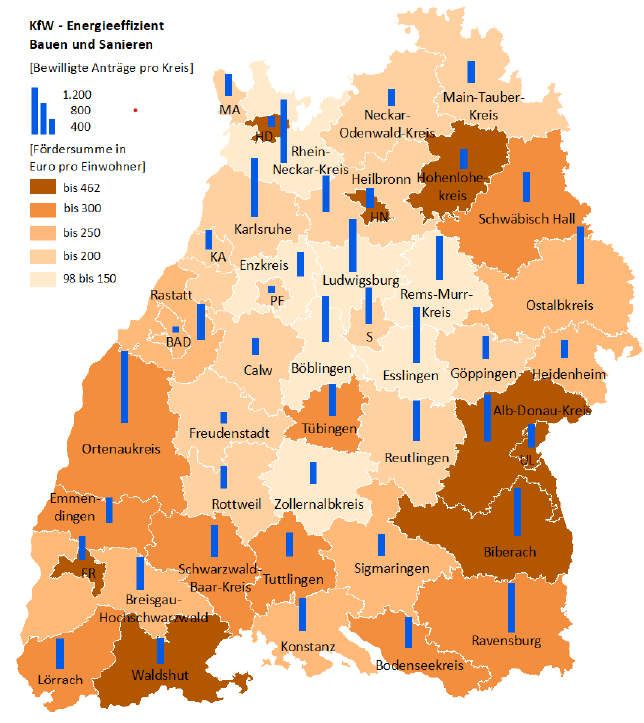 KfW - Energieeffizient
Bauen und Sanieren
[Bewilligte Anträge pro Kreis]
1.200
800
400
[Fördersumme in
Euro pro Einwohner]
bis 462
bis 300
bis 250
bis 200
98 bis 150
MA
HD
Rhein-
Neckar-Kreis
Neckar-
Odenwald-Kreis
Main-Tauber-
Kreis
Heilbronn
HN
Hohenlohe-
kreis
Schwäbisch Hall
Karlsruhe
KA
Enzkreis
PF
Ludwigsburg
Rems-Murr-
Kreis
Ostalbkreis
Rastatt
BAD
Calw
Böblingen
S
Esslingen
Göppingen
Heidenheim
Ortenaukreis
Freudenstadt
Tübingen
Reutlingen
Alb-Donau-Kreis
UL
Rottweil
Zollernalbkreis
Emmen-
dingen
FR
Breisgau-
Hochschwarzwald
Schwarzwald-
Baar-Kreis
Tuttlingen
Sigmaringen
Biberach
Lörrach
Waldshut
Konstanz
Bodenseekreis
Ravensburg